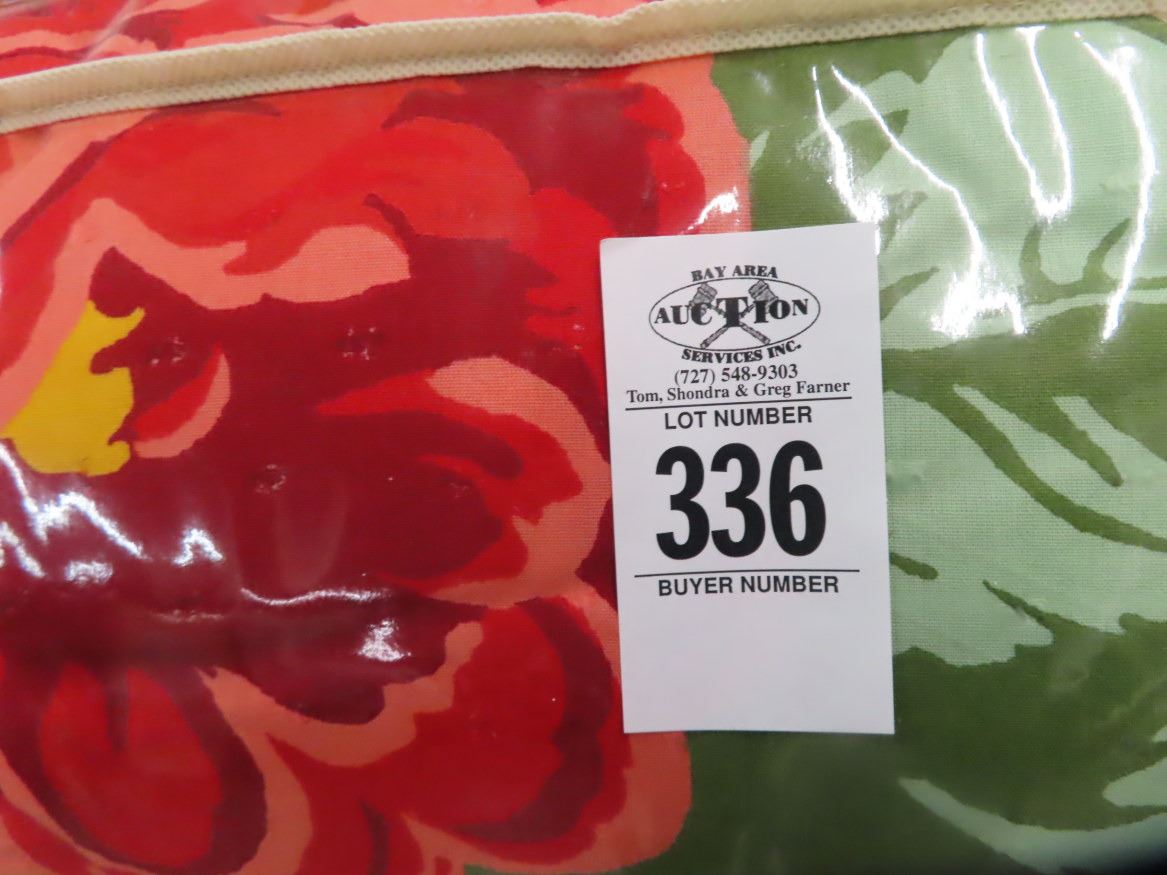 BAY AREA
AUCTION
SERVICES INC.
(727) 548-9303
Tom, Shondra & Greg Farner
LOT NUMBER
336
BUYER NUMBER